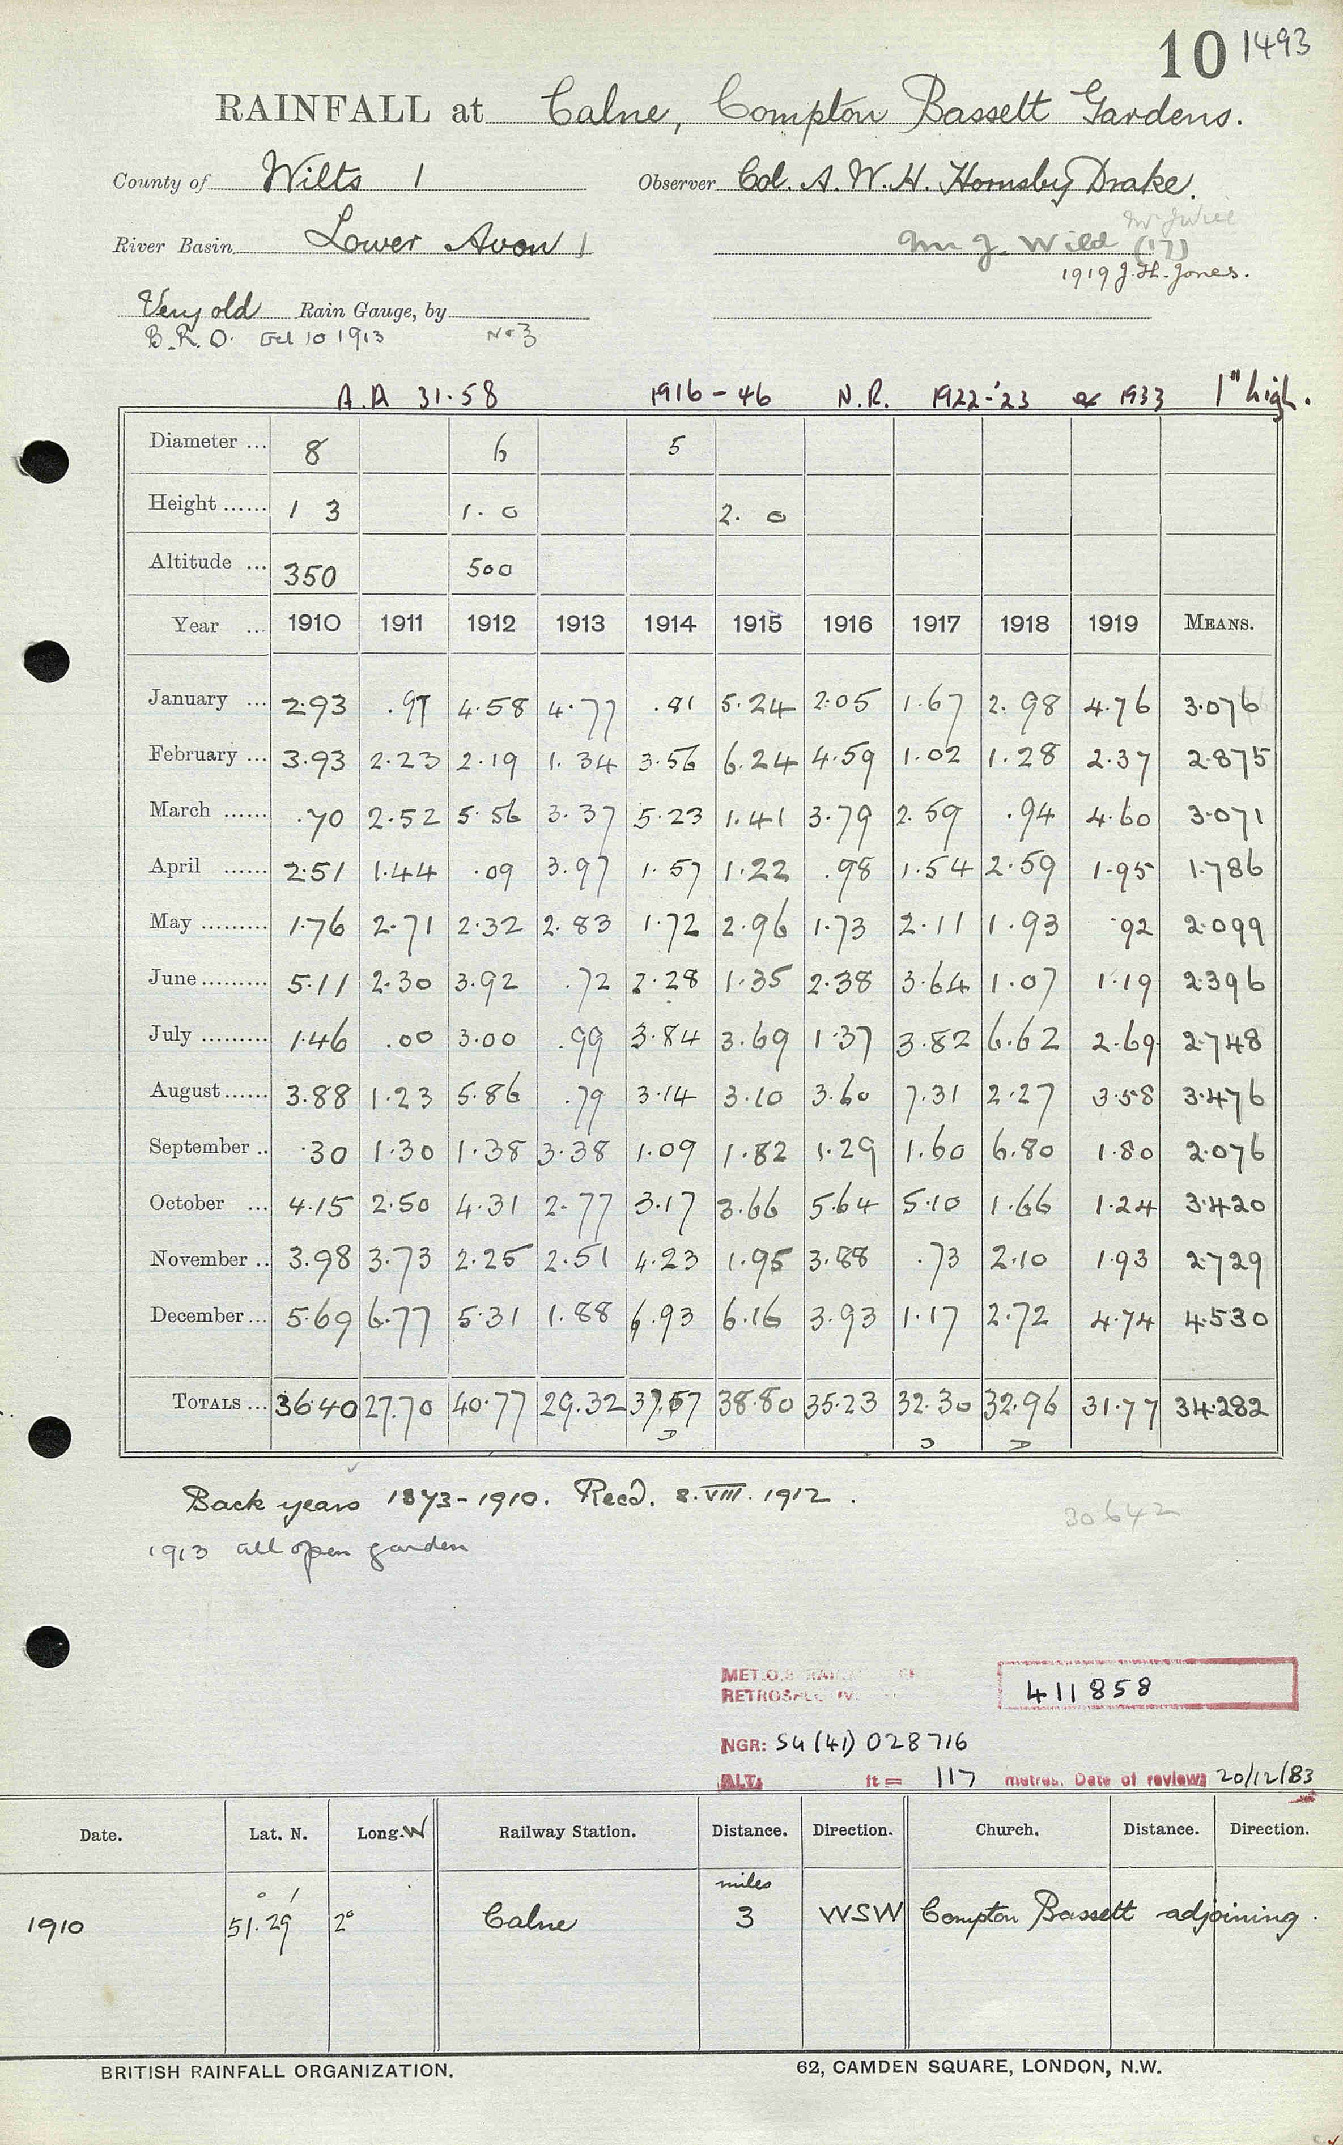 10 1493
RAINFALL at Calne, Compton Bassett Gardens.
County of Wilts 1 Observer Col. A. W. H. Hornsby Drake.
River Basin Lower Avon 1 Mr J. Wild (17)
1919 J. H. Jones.
Very old Rain Gauge, by
B.R.O. Oct 10 1913 No 3
A.A 31.58 1916-46 N.R. 1922-'23 & 1933 1" high.
Diameter ... 8 6 5
Height ...... 1 3 1. 0 2. 0
Altitude ... 350 500
Year ... 1910 1911 1912 1913 1914 1915 1916 1917 1918 1919 MEANS.
January ... 2.93 .97 4.58 4.77 .81 5.24 2.05 1.67 2.98 4.76 3.076
February ... 3.93 2.23 2.19 1.34 3.56 6.24 4.59 1.02 1.28 2.37 2.875
March ...... .70 2.52 5.56 3.37 5.23 1.41 3.79 2.59 .94 4.60 3.071
April ...... 2.51 1.44 .09 3.97 1.57 1.22 .98 1.54 2.59 1.95 1.786
May ......... 1.76 2.71 2.32 2.83 1.72 2.96 1.73 2.11 1.93 .92 2.099
June ......... 5.11 2.30 3.92 .72 2.28 1.35 2.38 3.64 1.07 1.19 2.396
July ......... 1.46 .00 3.00 .99 3.84 3.69 1.37 3.82 6.62 2.69 2.748
August ...... 3.88 1.23 5.86 .79 3.14 3.10 3.60 7.31 2.27 3.58 3.476
September .. .30 1.30 1.38 3.38 1.09 1.82 1.29 1.60 6.80 1.80 2.076
October ... 4.15 2.50 4.31 2.77 3.17 3.66 5.64 5.10 1.66 1.24 3.420
November .. 3.98 3.73 2.25 2.51 4.23 1.95 3.88 .73 2.10 1.93 2.729
December ... 5.69 6.77 5.31 1.88 6.93 6.16 3.93 1.17 2.72 4.74 4.530
TOTALS ... 36.40 27.70 40.77 29.32 37.57 38.80 35.23 32.30 32.96 31.77 34.282
Back years 1873-1910. Recd. 8.VIII.1912.
30642
1913 all open garden
MET.O.8
411858
NGR: SU (41) 028716
ALT: ft = 117 metres. Date of review: 20/12/83
Date. Lat. N. Long. W Railway Station. Distance. Direction. Church. Distance. Direction.
miles
1910 51° 29' 2° Calne 3 WSW Compton Bassett adjoining.
BRITISH RAINFALL ORGANIZATION. 62, CAMDEN SQUARE, LONDON, N.W.